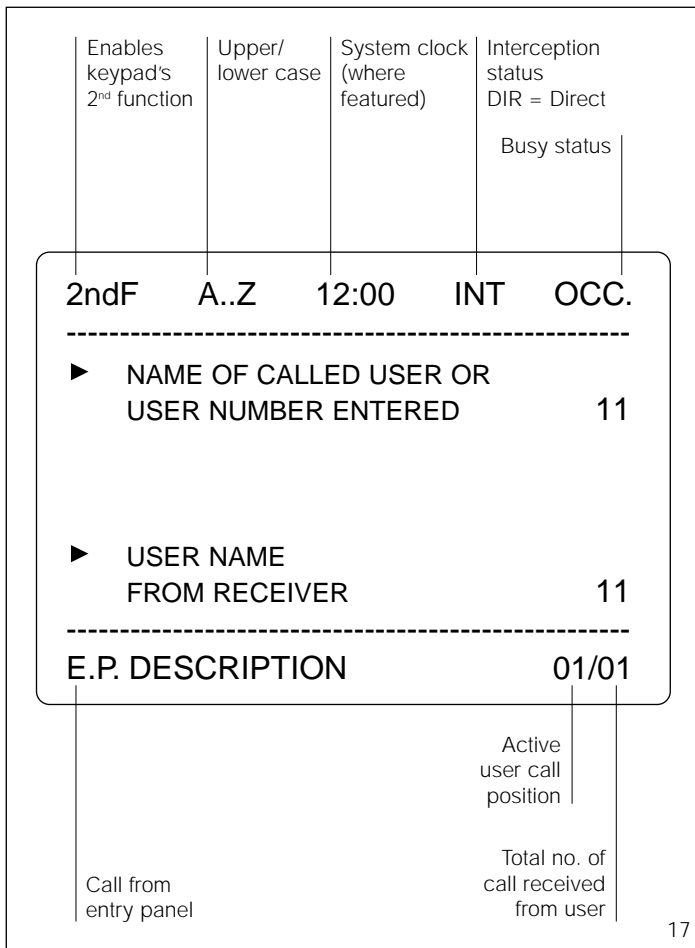 Enables
keypad's
2nd function
Upper/
lower case
System clock
(where
featured)
Interception
status
DIR = Direct
Busy status
2ndF A..Z 12:00 INT OCC.
------------------------------------------------------
► NAME OF CALLED USER OR
USER NUMBER ENTERED 11
► USER NAME
FROM RECEIVER 11
------------------------------------------------------
E.P. DESCRIPTION 01/01
Active
user call
position
Call from
entry panel
Total no. of
call received
from user
17